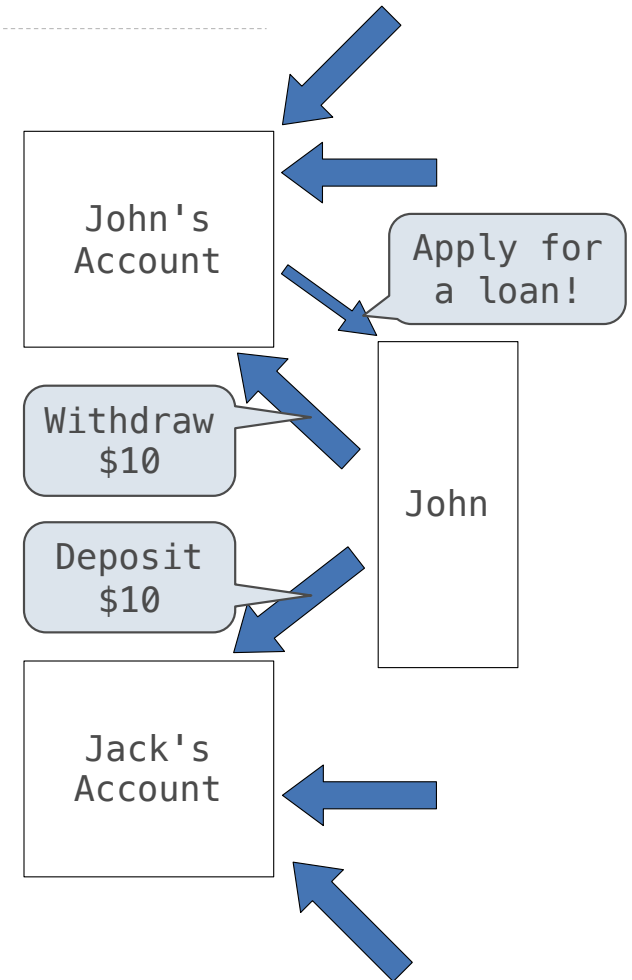 John's
Account
Apply for
a loan!
Withdraw
$10
John
Deposit
$10
Jack's
Account